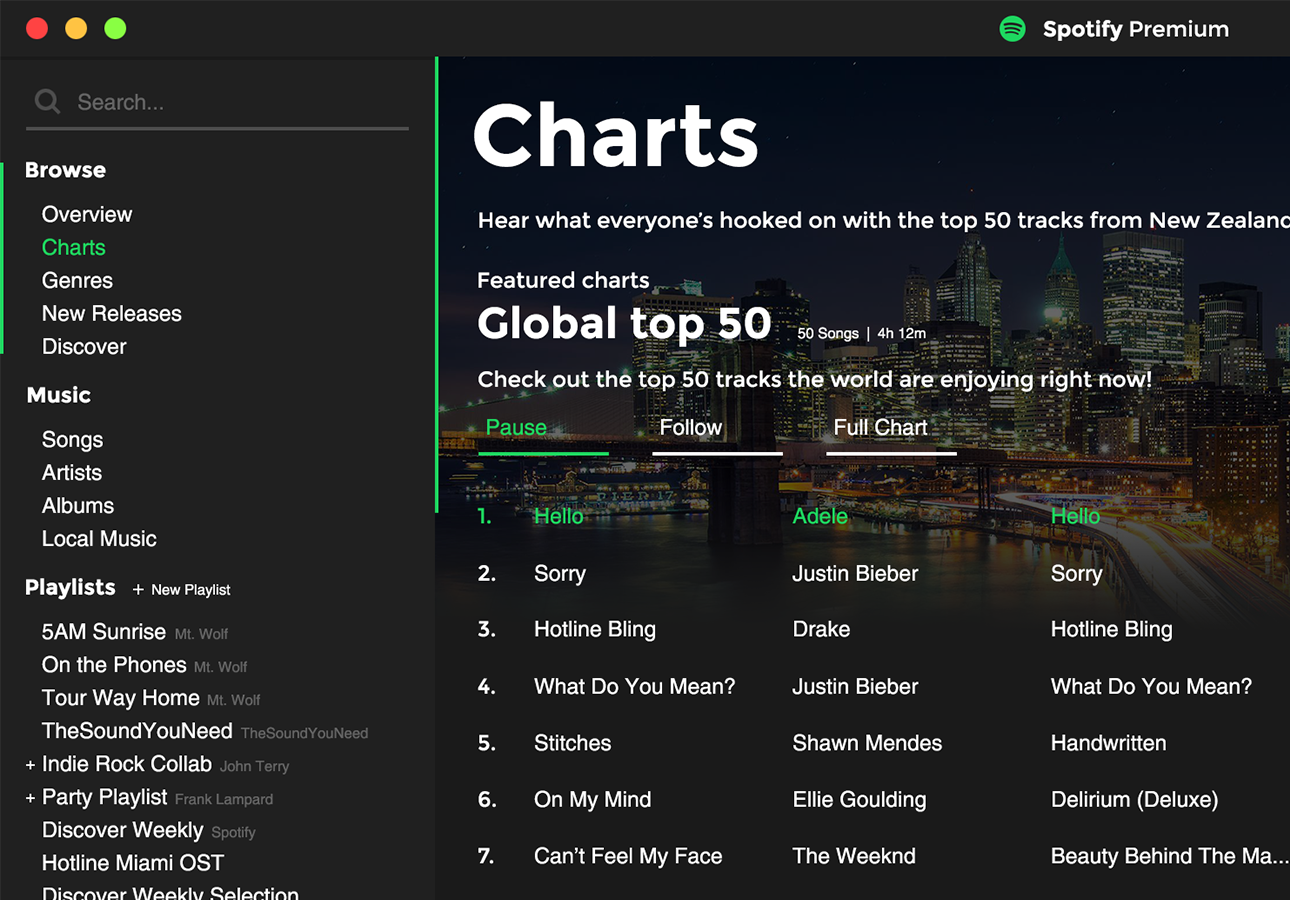 Spotify Premium
Search...
Browse
Overview
Charts
Genres
New Releases
Discover
Music
Songs
Artists
Albums
Local Music
Playlists + New Playlist
5AM Sunrise Mt. Wolf
On the Phones Mt. Wolf
Tour Way Home Mt. Wolf
TheSoundYouNeed TheSoundYouNeed
+ Indie Rock Collab John Terry
+ Party Playlist Frank Lampard
Discover Weekly Spotify
Hotline Miami OST
Discover Weekly Selection
Charts
Hear what everyone’s hooked on with the top 50 tracks from New Zealand
Featured charts
Global top 50 50 Songs | 4h 12m
Check out the top 50 tracks the world are enjoying right now!
Pause Follow Full Chart
PIER 17
1. Hello Adele Hello
2. Sorry Justin Bieber Sorry
3. Hotline Bling Drake Hotline Bling
4. What Do You Mean? Justin Bieber What Do You Mean?
5. Stitches Shawn Mendes Handwritten
6. On My Mind Ellie Goulding Delirium (Deluxe)
7. Can’t Feel My Face The Weeknd Beauty Behind The Ma...